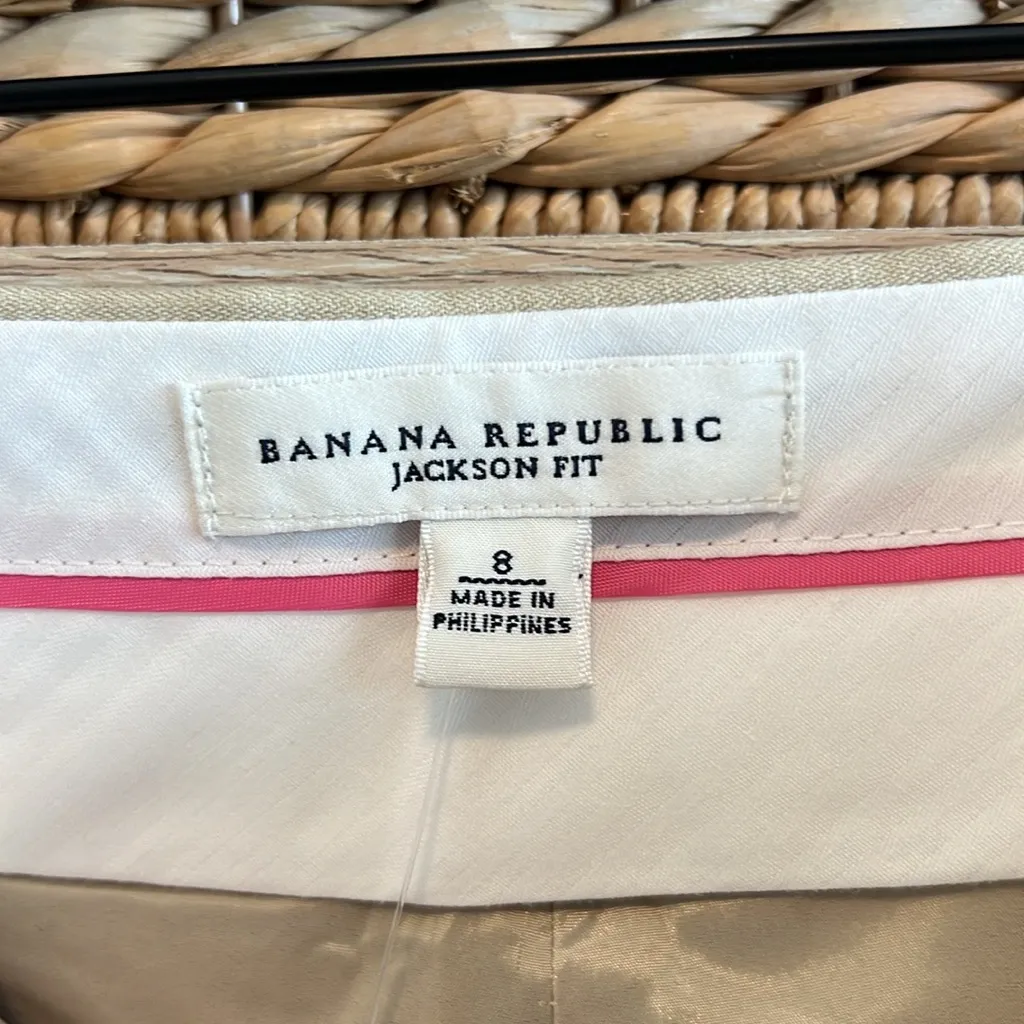 BANANA REPUBLIC
JACKSON FIT
8
MADE IN
PHILIPPINES